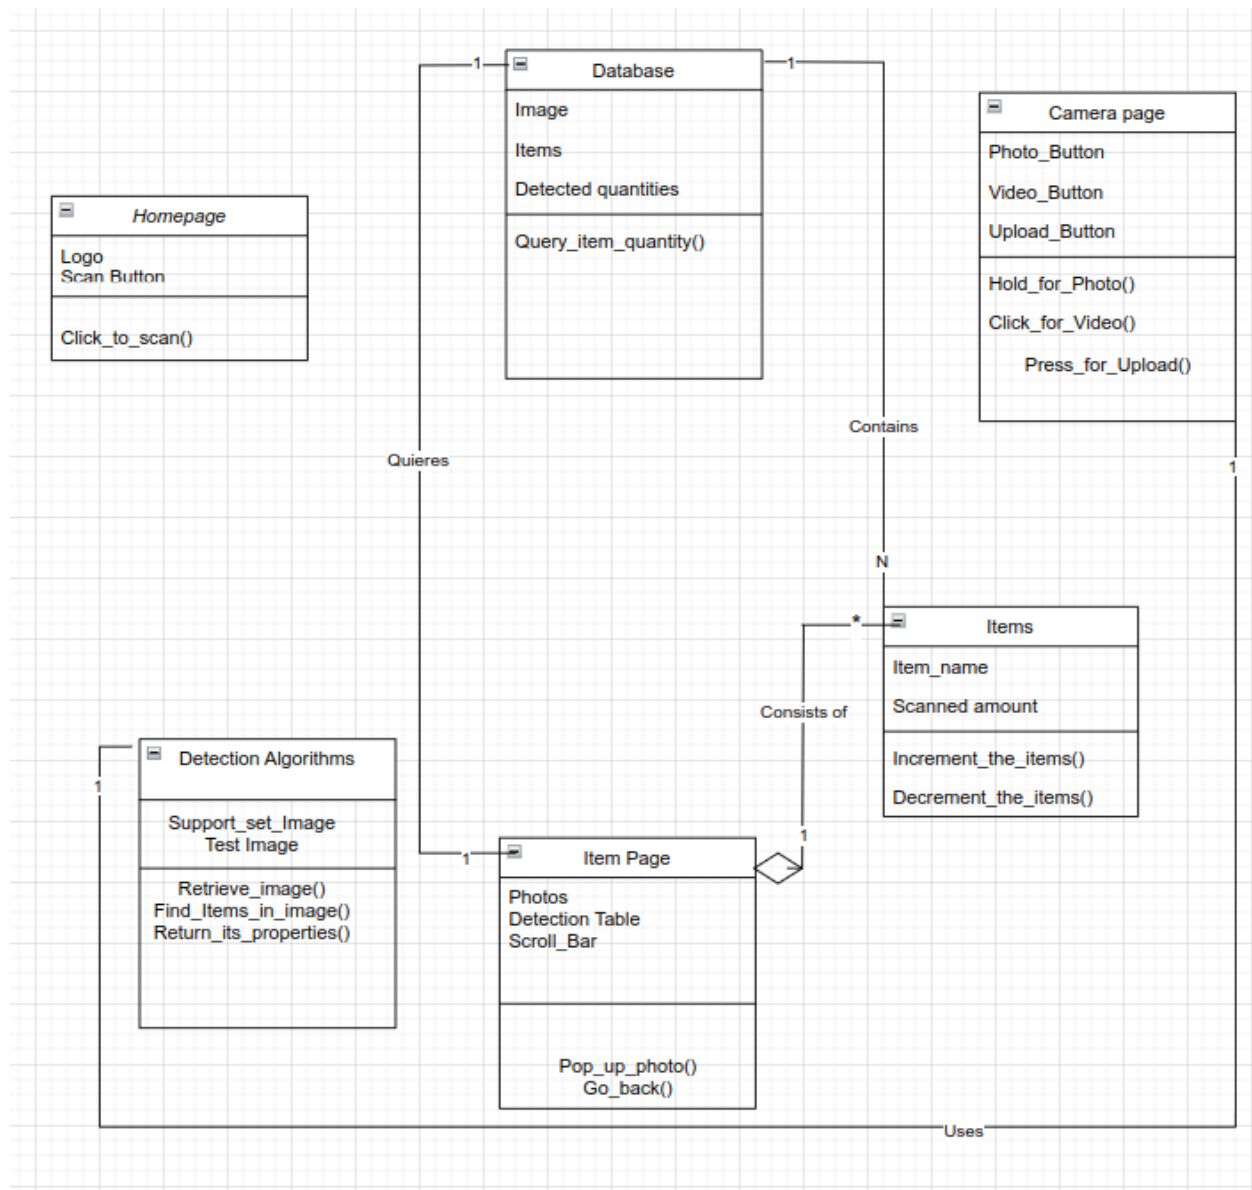 1
Database
1
Image
Items
Detected quantities
Query_item_quantity()
Camera page
Photo_Button
Video_Button
Upload_Button
Hold_for_Photo()
Click_for_Video()
Press_for_Upload()
Homepage
Logo
Scan Button
Click_to_scan()
Contains
Quieres
1
N
*
Items
Item_name
Scanned amount
Increment_the_items()
Decrement_the_items()
Consists of
1
Detection Algorithms
Support_set_Image
Test Image
Retrieve_image()
Find_Items_in_image()
Return_its_properties()
1
1
Item Page
Photos
Detection Table
Scroll_Bar
Pop_up_photo()
Go_back()
Uses